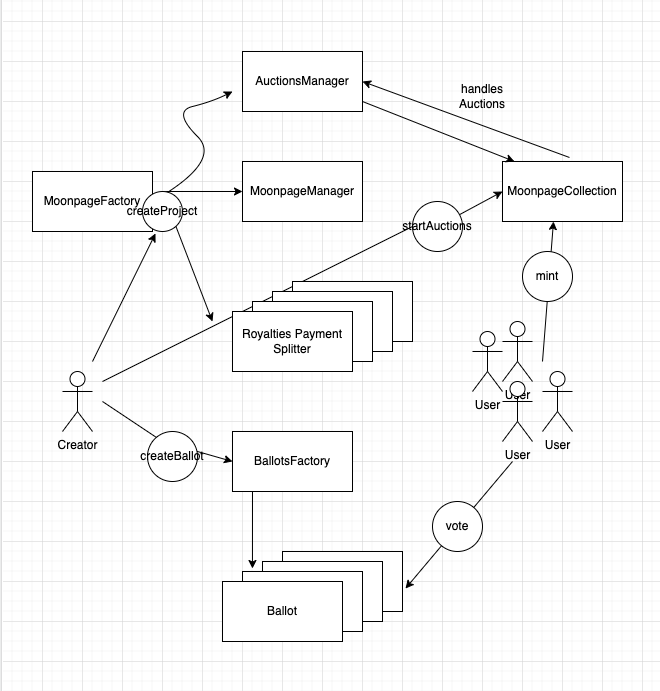 AuctionsManager
handles
Auctions
MoonpageFactory
createProject
MoonpageManager
MoonpageCollection
startAuctions
mint
Royalties Payment
Splitter
User
User
User
User
Creator
createBallot
BallotsFactory
vote
Ballot